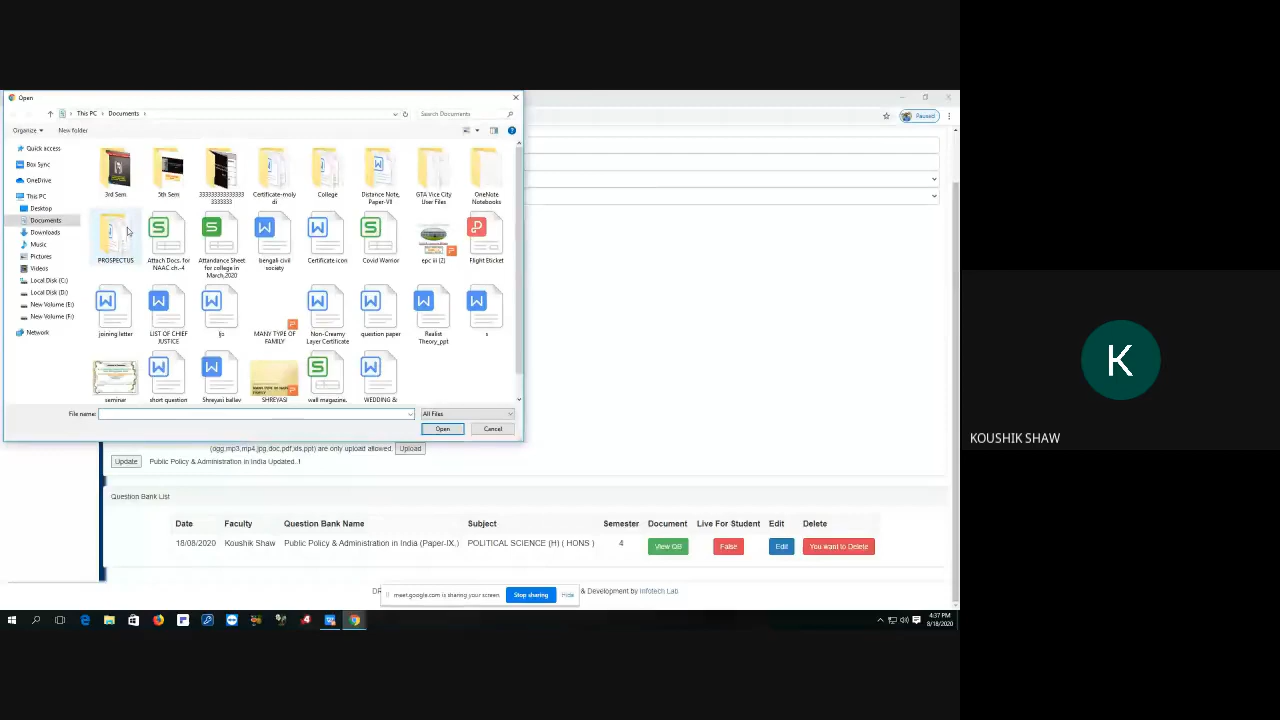 Open
This PC > Documents >
Search Documents
Paused
Organize
New folder
Quick access
Box Sync
OneDrive
This PC
Desktop
Documents
Downloads
Music
Pictures
Videos
Local Disk (C:)
Local Disk (D:)
New Volume (E:)
New Volume (F:)
Network
3rd Sem
5th Sem
Certificate-moly
di
College
Distance Note,
Paper-VII
GTA Vice City
User Files
OneNote
Notebooks
PROSPECTUS
Attach Docs. for
NAAC ch.-4
Attandance Sheet
for college in
March,2020
bengali civil
society
Certificate icon
Covid Warrior
epc iii (2)
Flight Eticket
joining letter
LIST OF CHIEF
JUSTICE
MANY TYPE OF
FAMILY
Non-Creamy
Layer Certificate
question paper
Realist
Theory_ppt
s
seminar
short question
Shreyasi ballav
SHREYASI
wall magazine,
WEDDING &
File name:
All Files
Open
Cancel
(ogg,mp3,mp4,jpg,doc,pdf,xls,ppt) are only upload allowed.
Upload
Update
Public Policy & Administration in India Updated..!
Question Bank List
Date Faculty Question Bank Name Subject Semester Document Live For Student Edit Delete
18/08/2020 Koushik Shaw Public Policy & Administration in India (Paper-IX.) POLITICAL SCIENCE (H) ( HONS ) 4 View QB False Edit You want to Delete
& Development by Infotech Lab
meet.google.com is sharing your screen.
Stop sharing
Hide
4:37 PM
8/18/2020
K
KOUSHIK SHAW